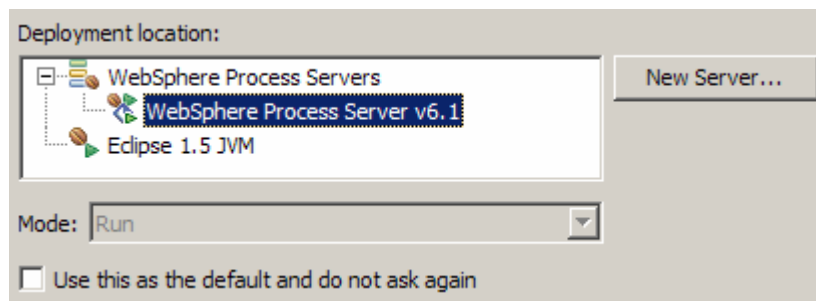 Deployment location:
WebSphere Process Servers
New Server...
WebSphere Process Server v6.1
Eclipse 1.5 JVM
Mode: Run
Use this as the default and do not ask again